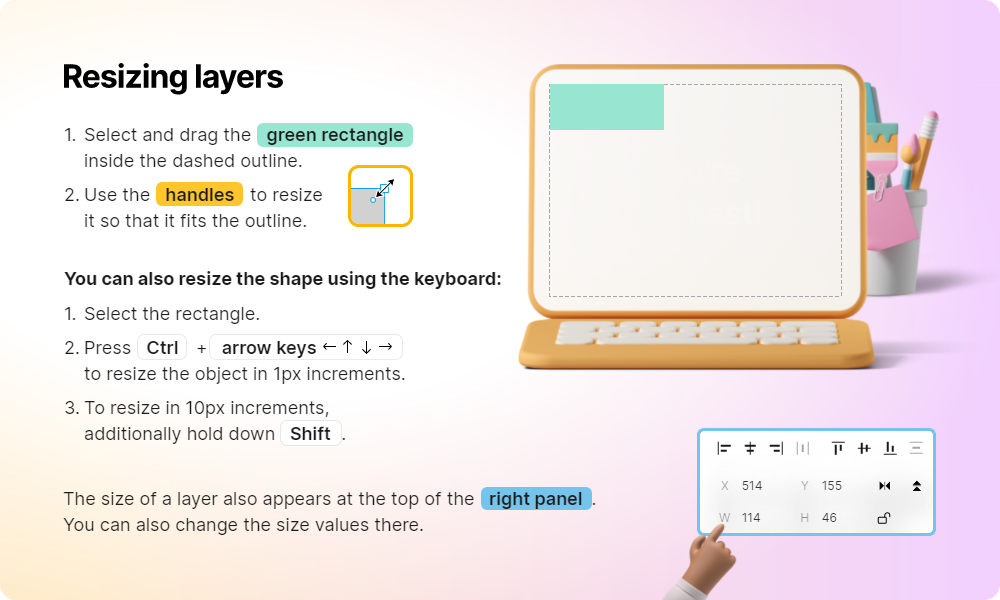 Resizing layers
1. Select and drag the green rectangle
inside the dashed outline.
2. Use the handles to resize
it so that it fits the outline.
You can also resize the shape using the keyboard:
1. Select the rectangle.
2. Press Ctrl + arrow keys ← ↑ ↓ →
to resize the object in 1px increments.
3. To resize in 10px increments,
additionally hold down Shift.
The size of a layer also appears at the top of the right panel.
You can also change the size values there.
X 514 Y 155
W 114 H 46